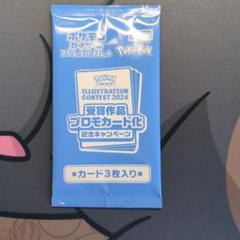 ポケモン
カードゲーム
Pokémon
ILLUSTRATION
CONTEST 2024
受賞作品
プロモカード化
記念キャンペーン
■カード3枚入り■